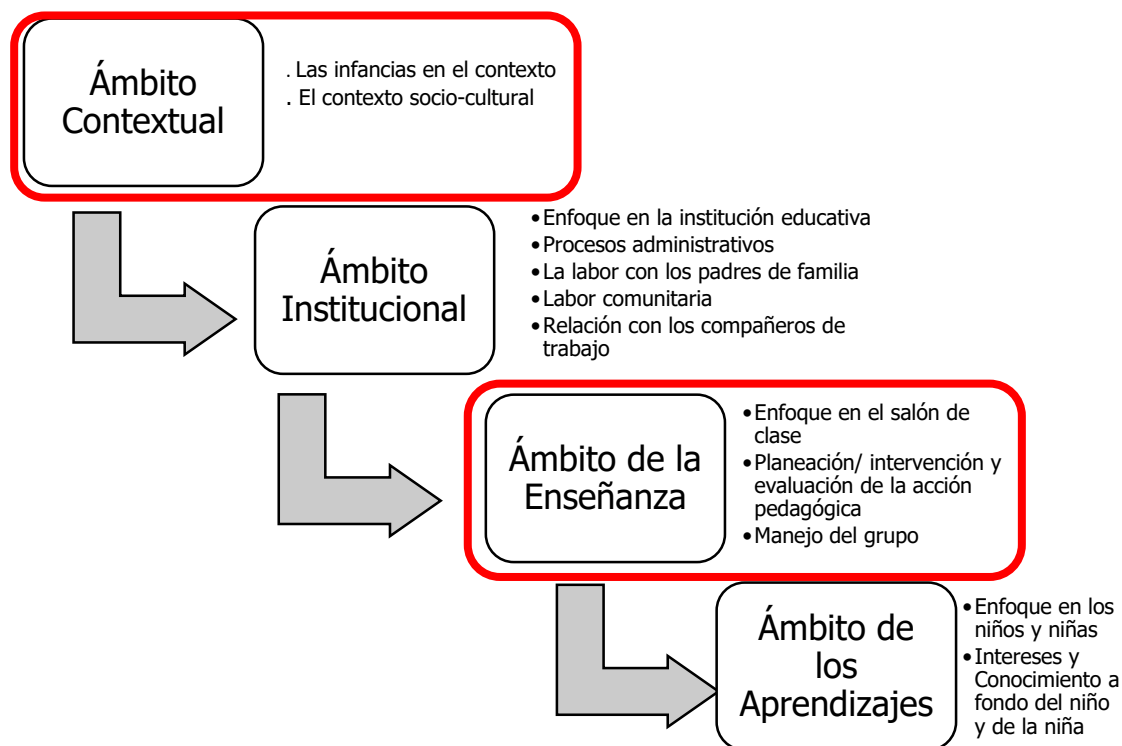 Ámbito
Contextual
. Las infancias en el contexto
. El contexto socio-cultural
Ámbito
Institucional
•Enfoque en la institución educativa
•Procesos administrativos
•La labor con los padres de familia
•Labor comunitaria
•Relación con los compañeros de
trabajo
Ámbito de la
Enseñanza
•Enfoque en el salón de
clase
•Planeación/ intervención y
evaluación de la acción
pedagógica
•Manejo del grupo
Ámbito de
los
Aprendizajes
•Enfoque en los
niños y niñas
•Intereses y
Conocimiento a
fondo del niño
y de la niña